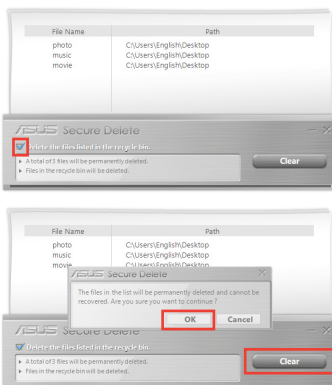 File Name Path
photo C:\Users\English\Desktop
music C:\Users\English\Desktop
movie C:\Users\English\Desktop
ASUS Secure Delete
Delete the files listed in the recycle bin.
A total of 3 files will be permanently deleted.
Files in the recycle bin will be deleted.
Clear
File Name Path
photo C:\Users\English\Desktop
music C:\Users\English\Desktop
movie C:\Users\English\Desktop
ASUS Secure Delete
The files in the list will be permanently deleted and cannot be
recovered. Are you sure you want to continue ?
OK Cancel
ASUS Secure Delete
Delete the files listed in the recycle bin.
A total of 3 files will be permanently deleted.
Files in the recycle bin will be deleted.
Clear